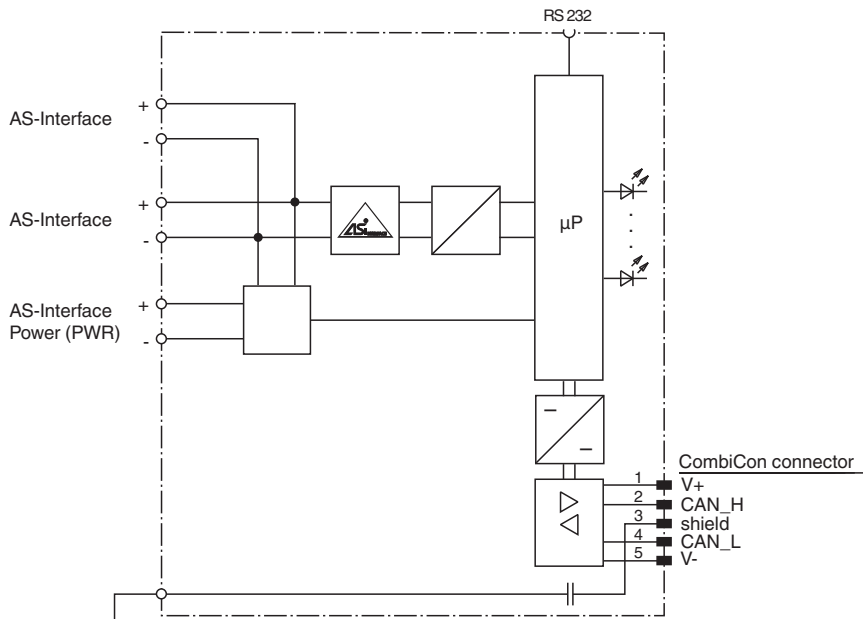 RS 232
AS-Interface
+
-
AS-Interface
+
-
AS-Interface
Power (PWR)
+
-
µP
CombiCon connector
1 V+
2 CAN_H
3 shield
4 CAN_L
5 V-